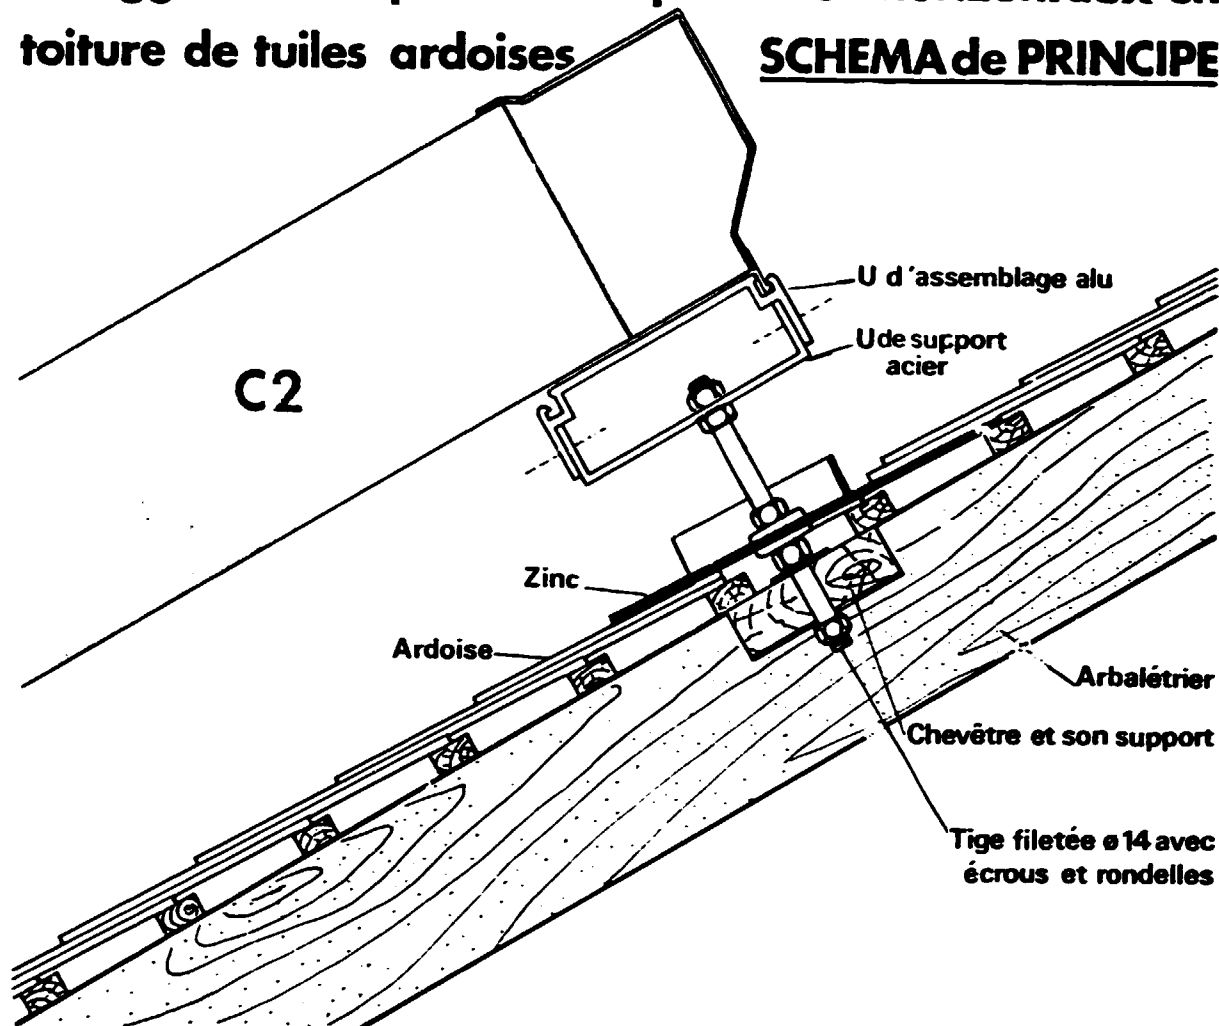 toiture de tuiles ardoises
SCHEMA de PRINCIPE
U d'assemblage alu
U de support
acier
C2
Zinc
Ardoise
Arbalétrier
Chevêtre et son support
Tige filetée ø 14 avec
écrous et rondelles